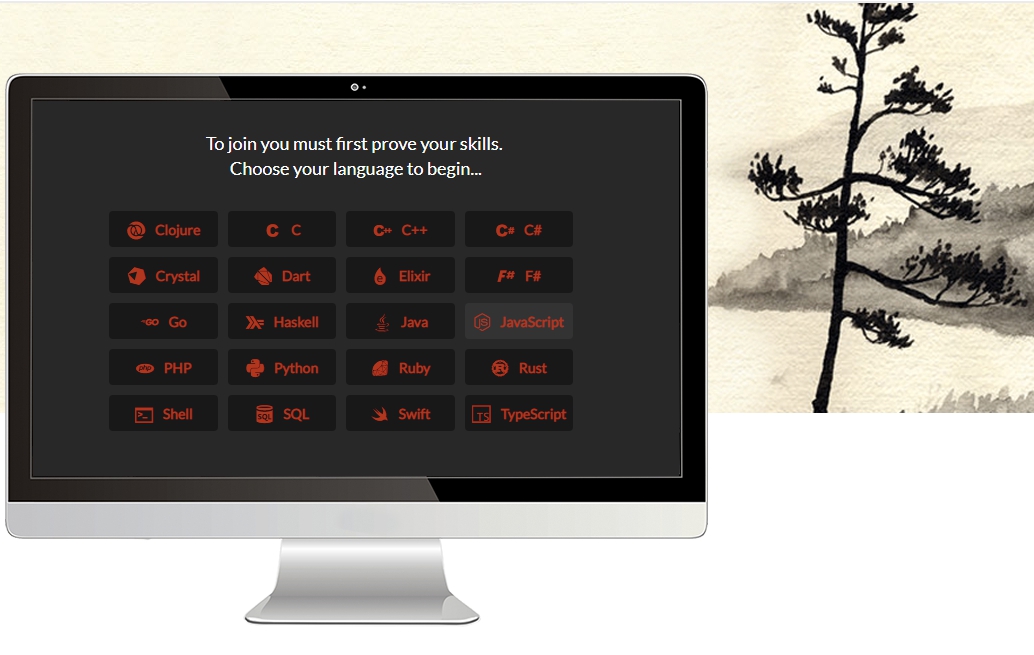 To join you must first prove your skills.
Choose your language to begin...
Clojure C C++ C#
Crystal Dart Elixir F#
Go Haskell Java JavaScript
PHP Python Ruby Rust
Shell SQL Swift TypeScript